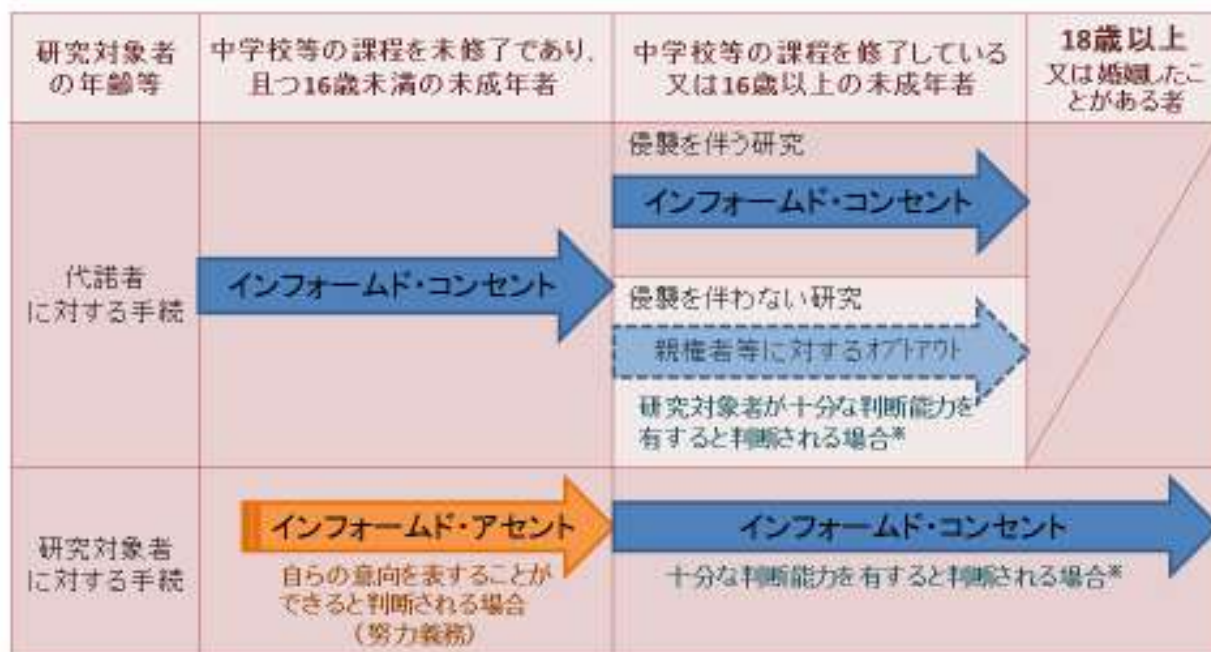 研究対象者
の年齢等
中学校等の課程を未修了であり、
且つ16歳未満の未成年者
中学校等の課程を修了している
又は16歳以上の未成年者
18歳以上
又は婚姻したこ
とがある者
代諾者
に対する手続
インフォームド・コンセント
侵襲を伴う研究
インフォームド・コンセント
侵襲を伴わない研究
親権者等に対するオプトアウト
研究対象者が十分な判断能力を
有すると判断される場合※
研究対象者
に対する手続
インフォームド・アセント
自らの意向を表することが
できると判断される場合
（努力義務）
インフォームド・コンセント
十分な判断能力を有すると判断される場合※